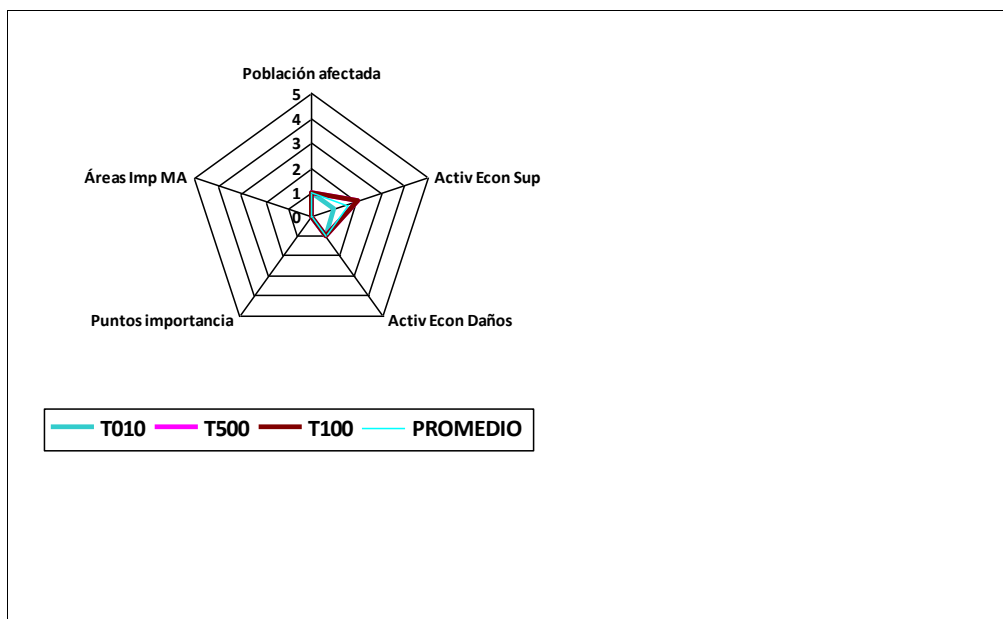 Población afectada
5
4
3
2
1
0
Áreas Imp MA
Activ Econ Sup
Puntos importancia
Activ Econ Daños
T010 T500 T100 PROMEDIO